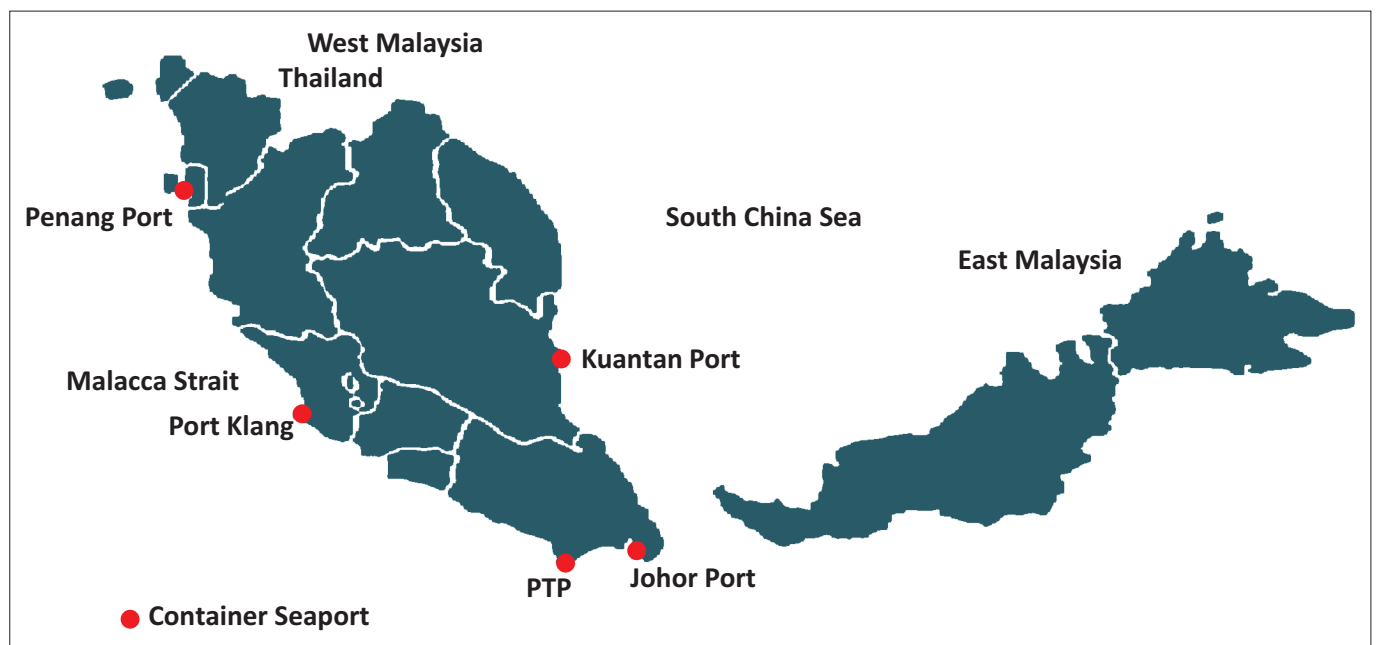 West Malaysia
Thailand
Penang Port
South China Sea
East Malaysia
Kuantan Port
Malacca Strait
Port Klang
PTP
Johor Port
Container Seaport